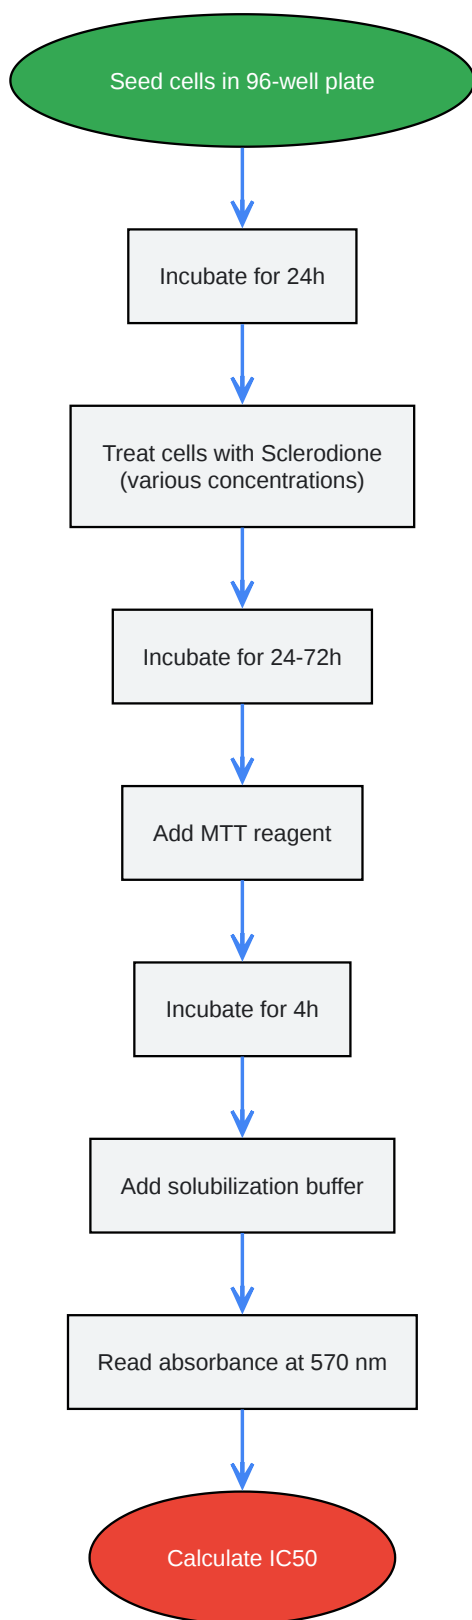 Seed cells in 96-well plate
Incubate for 24h
Treat cells with Sclerodione
(various concentrations)
Incubate for 24-72h
Add MTT reagent
Incubate for 4h
Add solubilization buffer
Read absorbance at 570 nm
Calculate IC50